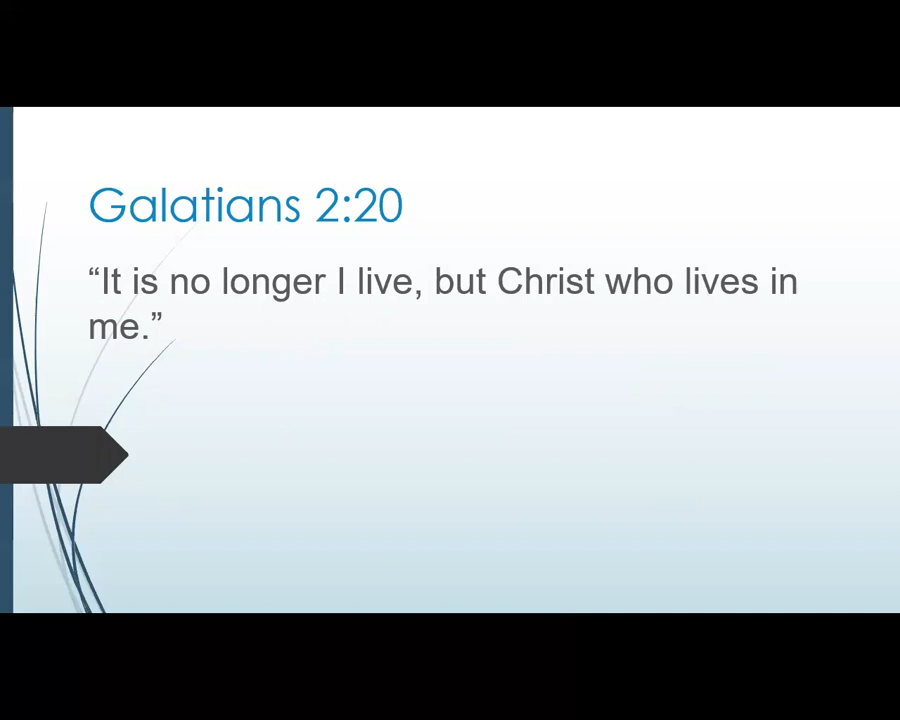 Galatians 2:20
“It is no longer I live, but Christ who lives in
me.”